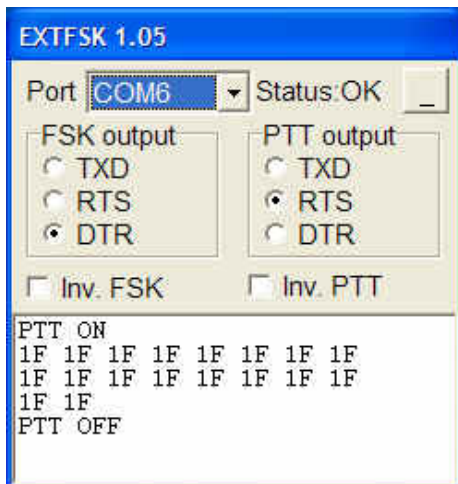 EXTFSK 1.05
Port COM6 Status:OK _
FSK output PTT output
TXD TXD
RTS RTS
DTR DTR
Inv. FSK Inv. PTT
PTT ON
1F 1F 1F 1F 1F 1F 1F 1F
1F 1F 1F 1F 1F 1F 1F 1F
1F 1F
PTT OFF